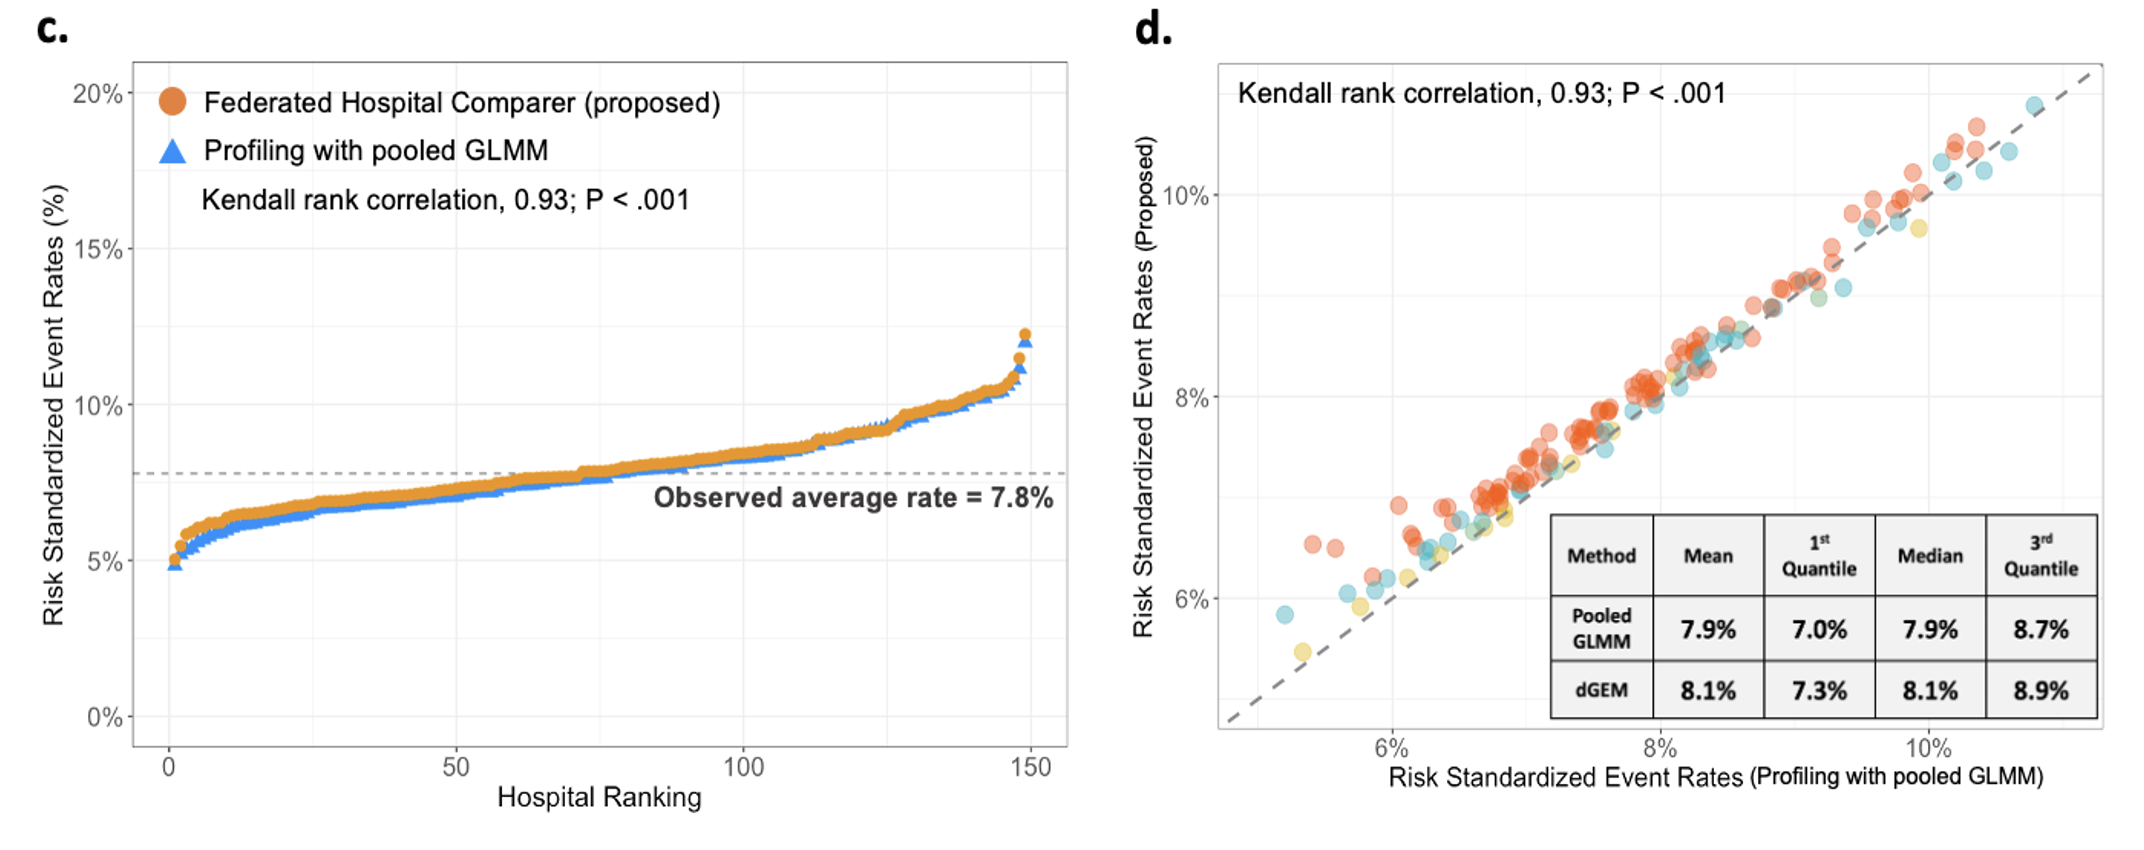 c.
Risk Standardized Event Rates (%)
20%
15%
10%
5%
0%
Federated Hospital Comparer (proposed)
Profiling with pooled GLMM
Kendall rank correlation, 0.93; P < .001
Observed average rate = 7.8%
0
50
100
150
Hospital Ranking
d.
Risk Standardized Event Rates (Proposed)
10%
8%
6%
Kendall rank correlation, 0.93; P < .001
Method Mean 1st Quantile Median 3rd Quantile
Pooled GLMM 7.9% 7.0% 7.9% 8.7%
dGEM 8.1% 7.3% 8.1% 8.9%
6%
8%
10%
Risk Standardized Event Rates (Profiling with pooled GLMM)